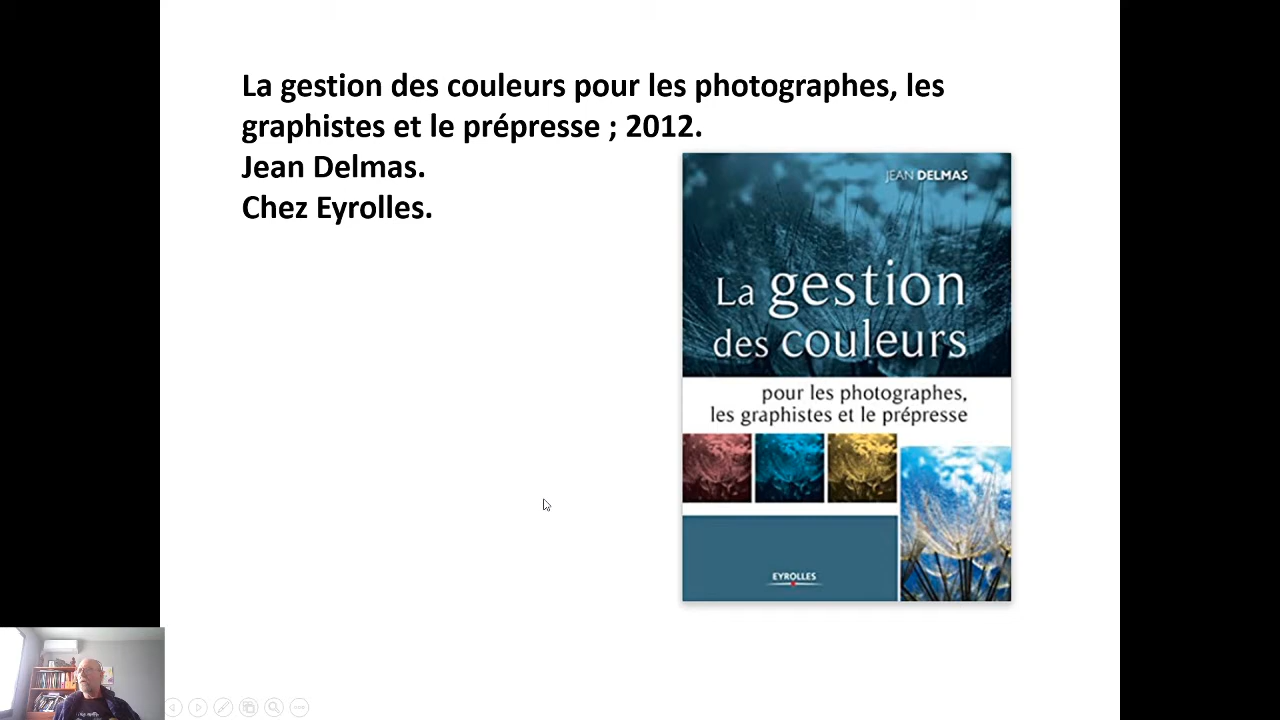 La gestion des couleurs pour les photographes, les
graphistes et le prépresse ; 2012.
Jean Delmas.
Chez Eyrolles.
JEAN DELMAS
La gestion
des couleurs
pour les photographes,
les graphistes et le prépresse
EYROLLES